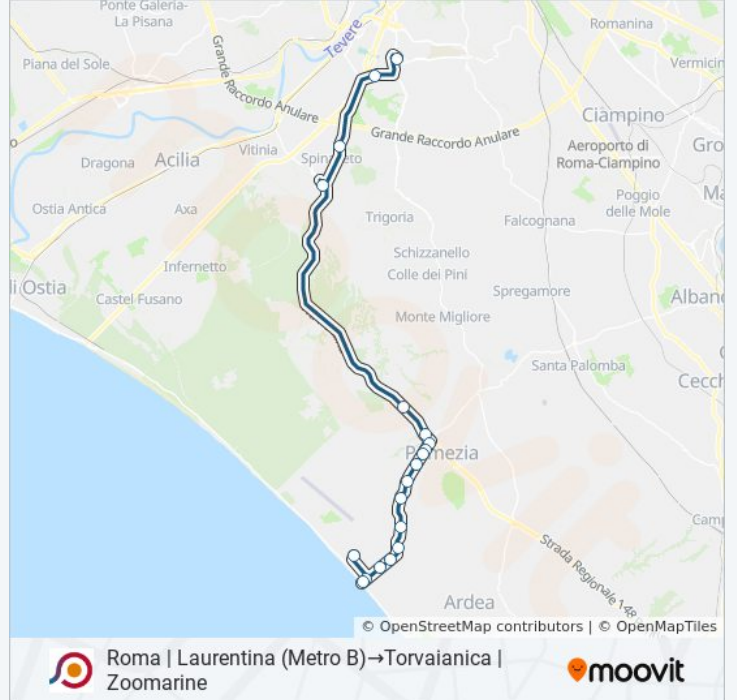 Ponte Galeria-
La Pisana
Romanina
Tevere
Piana del Sole
Vermicin
Grande Raccordo Anulare
Ciampino
Grande Raccordo Anulare
Gro
Vitinia
Aeroporto di
Roma-Ciampino
Dragona
Acilia
Ostia Antica
Axa
Trigoria
Falcognana
Poggio
delle Mole
Schizzanello
Infernetto
Colle dei Pini
li Ostia
Castel Fusano
Spregamore
Alban
Monte Migliore
Santa Palomba
Cecch
Camp
Strada Regionale 148
Ardea
© OpenStreetMap contributors | © OpenMapTiles
Roma | Laurentina (Metro B)→Torvaianica |
Zoomarine
moovit